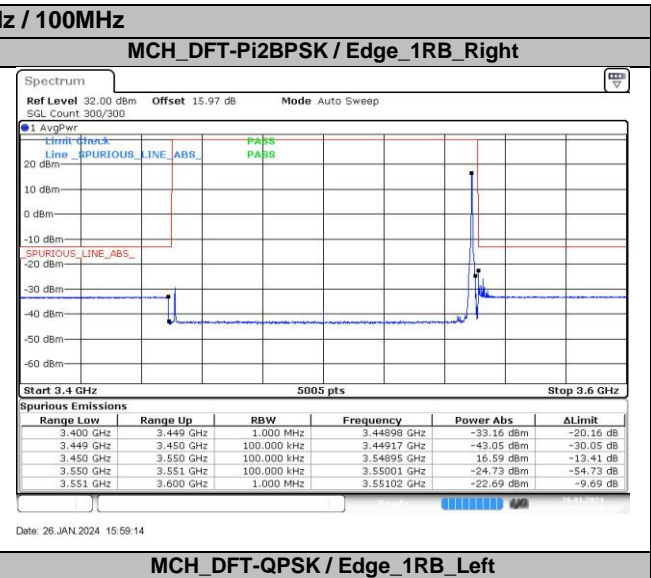 Hz / 100MHz
MCH_DFT-Pi2BPSK / Edge_1RB_Right
Spectrum
Ref Level 32.00 dBm Offset 15.97 dB Mode Auto Sweep
SGL Count 300/300
1 AvgPwr
Limit Check PASS
Line _SPURIOUS_LINE_ABS_ PASS
20 dBm
10 dBm
0 dBm
-10 dBm
_SPURIOUS_LINE_ABS_
-20 dBm
-30 dBm
-40 dBm
-50 dBm
-60 dBm
Start 3.4 GHz 5005 pts Stop 3.6 GHz
Spurious Emissions
Range Low Range Up RBW Frequency Power Abs ΔLimit
3.400 GHz 3.449 GHz 1.000 MHz 3.44898 GHz -33.16 dBm -20.16 dB
3.449 GHz 3.450 GHz 100.000 kHz 3.44917 GHz -43.05 dBm -30.05 dB
3.450 GHz 3.550 GHz 100.000 kHz 3.54895 GHz 16.59 dBm -13.41 dB
3.550 GHz 3.551 GHz 100.000 kHz 3.55001 GHz -24.73 dBm -54.73 dB
3.551 GHz 3.600 GHz 1.000 MHz 3.55102 GHz -22.69 dBm -9.69 dB
Date: 26.JAN.2024 15:59:14
MCH_DFT-QPSK / Edge_1RB_Left